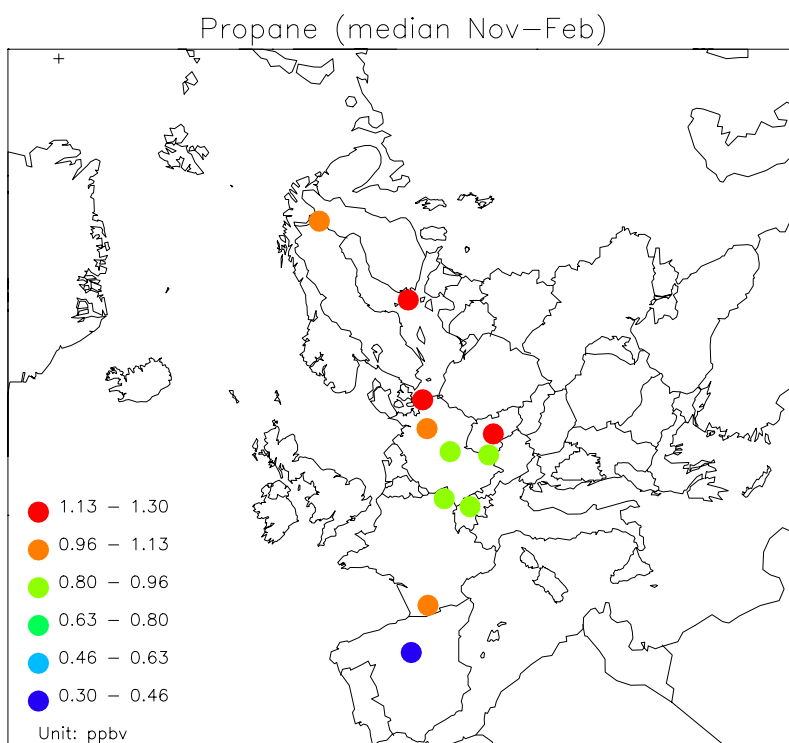 Propane (median Nov-Feb)
1.13 - 1.30
0.96 - 1.13
0.80 - 0.96
0.63 - 0.80
0.46 - 0.63
0.30 - 0.46
Unit: ppbv